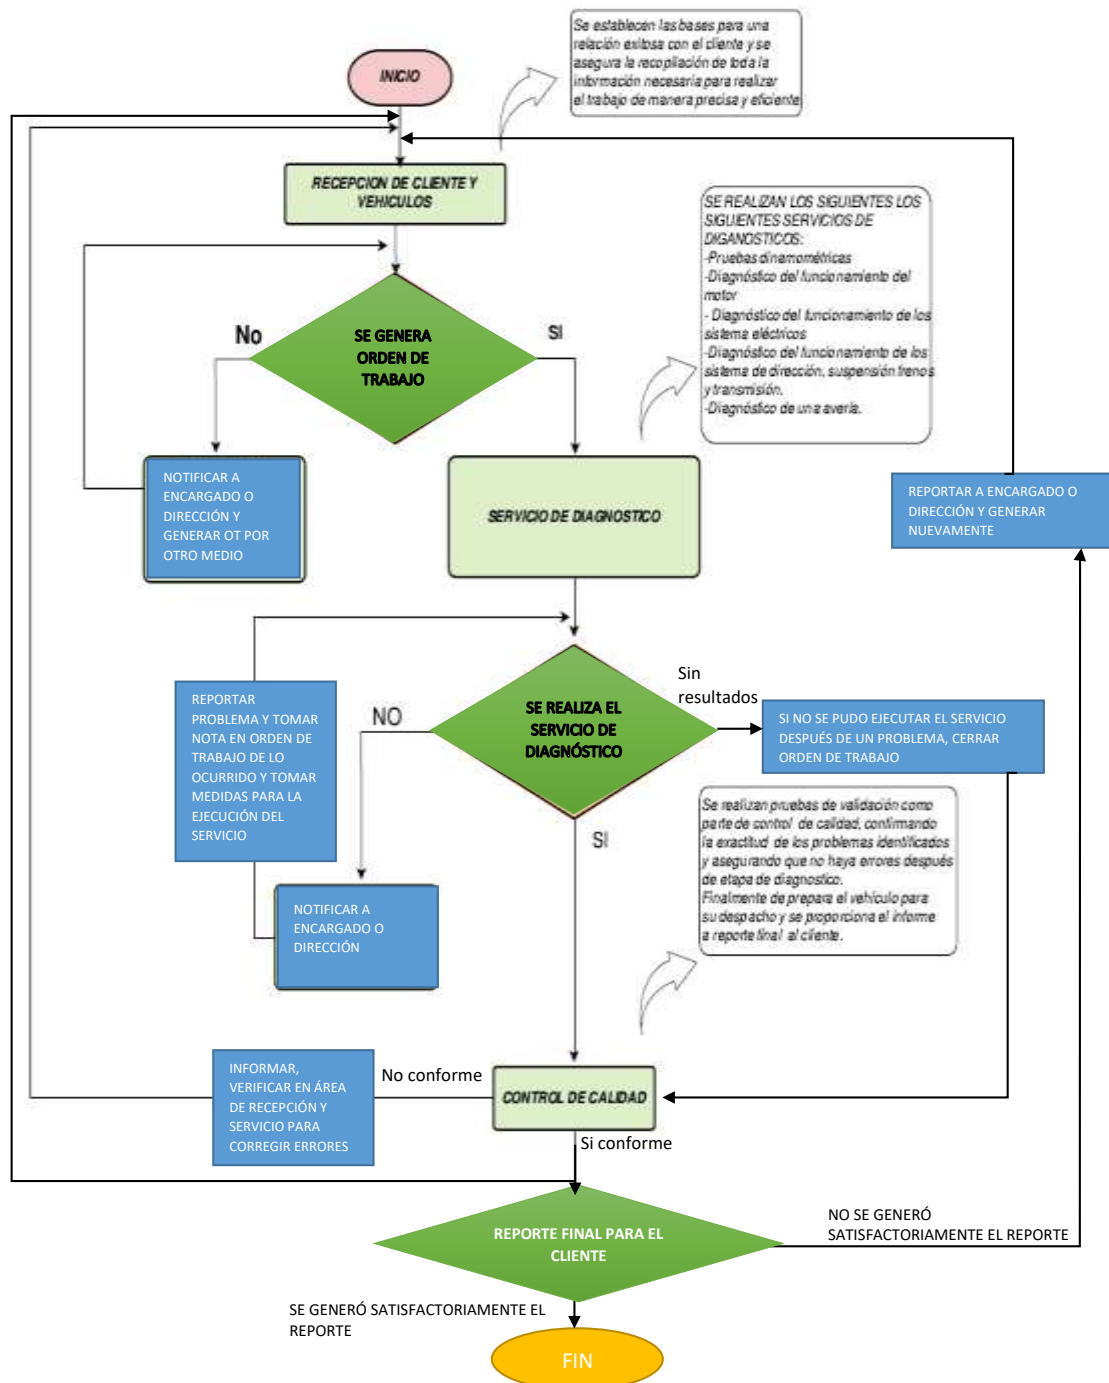 Se establecen las bases para una
relación exitosa con el cliente y se
asegura la recopilación de toda la
información necesaria para realizar
el trabajo de manera precisa y eficiente
INICIO
RECEPCION DE CLIENTE Y
VEHICULOS
SE REALIZAN LOS SIGUIENTES LOS
SIGUIENTES SERVICIOS DE
DIGANOSTICOS:
-Pruebas dinamométricas
-Diagnóstico del funcionamiento del
motor
- Diagnóstico del funcionamiento de los
sistema eléctricos
-Diagnóstico del funcionamiento de los
sistema de dirección, suspensión frenos
y transmisión.
-Diagnóstico de una avería.
No
SE GENERA
ORDEN DE
TRABAJO
SI
NOTIFICAR A
ENCARGADO O
DIRECCIÓN Y
GENERAR OT POR
OTRO MEDIO
SERVICIO DE DIAGNOSTICO
REPORTAR A ENCARGADO O
DIRECCIÓN Y GENERAR
NUEVAMENTE
REPORTAR
PROBLEMA Y TOMAR
NOTA EN ORDEN DE
TRABAJO DE LO
OCURRIDO Y TOMAR
MEDIDAS PARA LA
EJECUCIÓN DEL
SERVICIO
NO
SE REALIZA EL
SERVICIO DE
DIAGNÓSTICO
Sin
resultados
SI NO SE PUDO EJECUTAR EL SERVICIO
DESPUÉS DE UN PROBLEMA, CERRAR
ORDEN DE TRABAJO
SI
Se realizan pruebas de validación como
parte de control de calidad, confirmando
la exactitud de los problemas identificados
y asegurando que no haya errores después
de etapa de diagnostico.
Finalmente de prepara el vehículo para
su despacho y se proporciona el informe
a reporte final al cliente.
NOTIFICAR A
ENCARGADO O
DIRECCIÓN
INFORMAR,
VERIFICAR EN ÁREA
DE RECEPCIÓN Y
SERVICIO PARA
CORREGIR ERRORES
No conforme
CONTROL DE CALIDAD
Si conforme
REPORTE FINAL PARA EL
CLIENTE
NO SE GENERÓ
SATISFACTORIAMENTE EL REPORTE
SE GENERÓ SATISFACTORIAMENTE EL
REPORTE
FIN